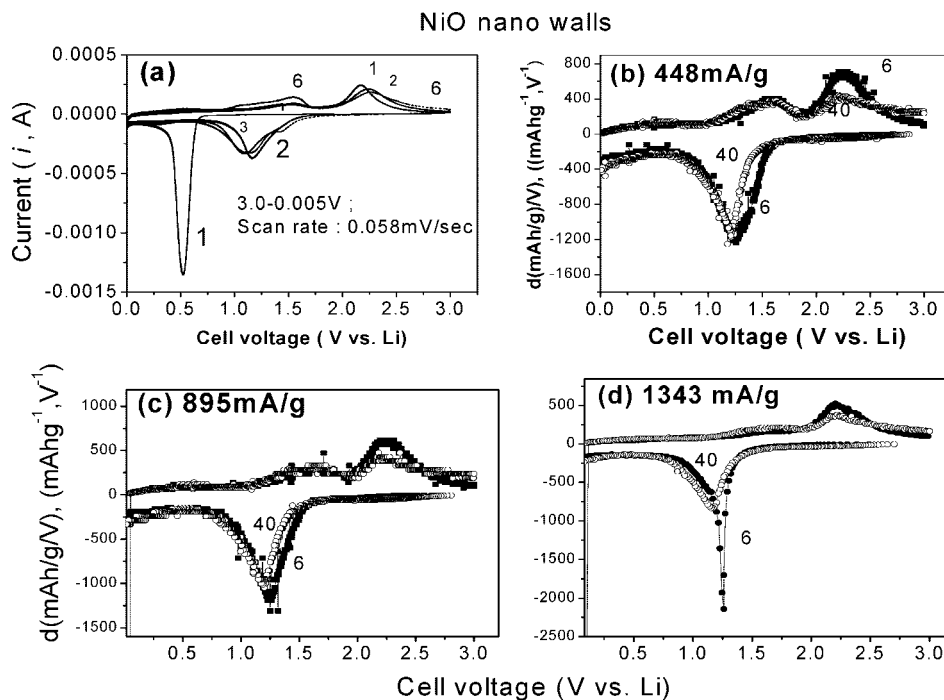 NiO nano walls
0.0005
0.0000
-0.0005
-0.0010
-0.0015
Current ( i , A)
(a)
6
1
2
6
1
3
2
1
3.0-0.005V ;
Scan rate : 0.058mV/sec
0.0 0.5 1.0 1.5 2.0 2.5 3.0
Cell voltage ( V vs. Li)
800
400
0
-400
-800
-1200
-1600
d(mAh/g)/V), ((mAhg-1,V-1)
(b) 448mA/g
6
40
40
6
0.0 0.5 1.0 1.5 2.0 2.5 3.0
Cell voltage ( V vs. Li)
1000
500
0
-500
-1000
-1500
d(mAh/g/V), (mAhg-1,V-1)
(c) 895mA/g
40
6
0.5 1.0 1.5 2.0 2.5 3.0
500
0
-500
-1000
-1500
-2000
-2500
(d) 1343 mA/g
40
6
0.5 1.0 1.5 2.0 2.5 3.0
Cell voltage ( V vs. Li)